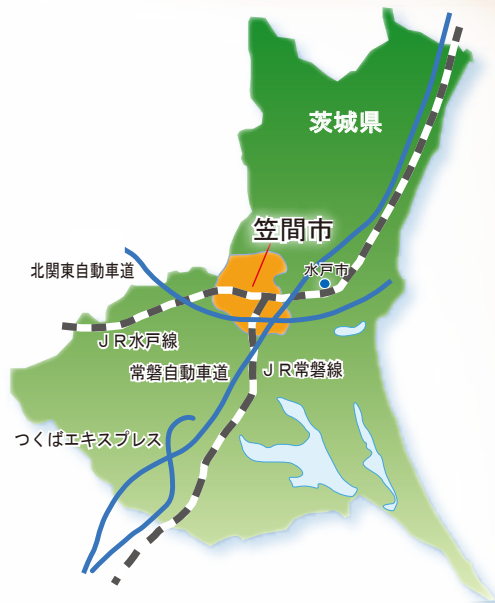 茨城県
笠間市
北関東自動車道
水戸市
JR水戸線
常磐自動車道
JR常磐線
つくばエキスプレス